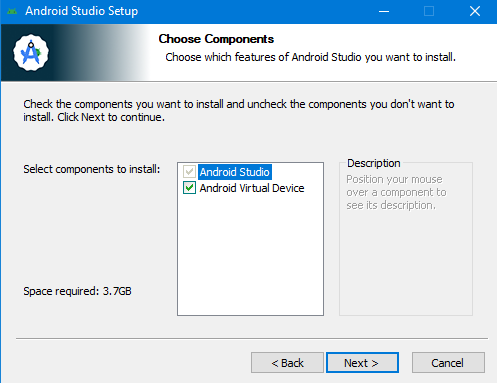 Android Studio Setup
Choose Components
Choose which features of Android Studio you want to install.
Check the components you want to install and uncheck the components you don't want to
install. Click Next to continue.
Select components to install:
Android Studio
Android Virtual Device
Description
Position your mouse
over a component to
see its description.
Space required: 3.7GB
< Back
Next >
Cancel